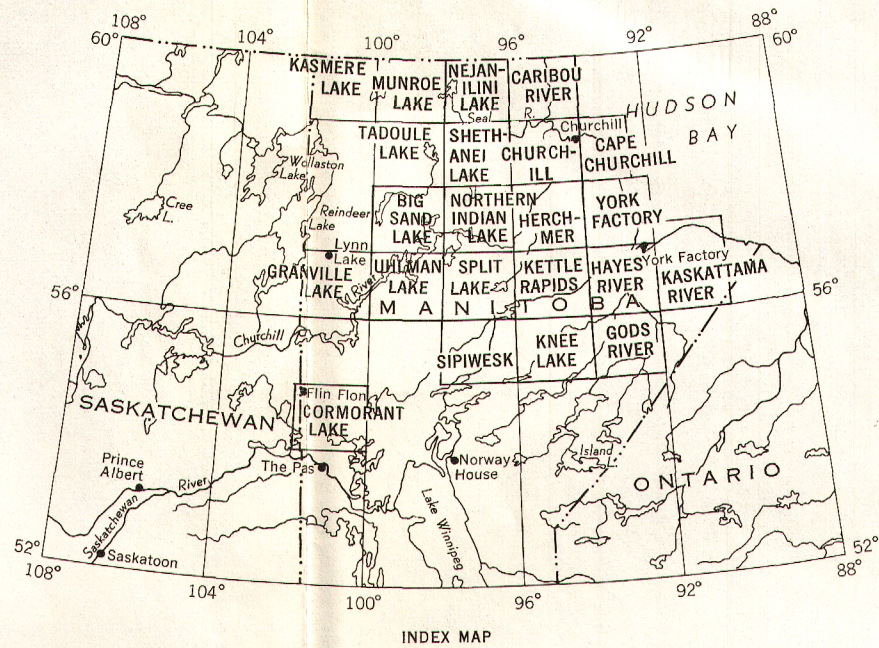 108°
104°
100°
96°
92°
88°
60°
60°
KASMERE
LAKE
MUNROE
LAKE
NEJAN-
ILINI
LAKE
CARIBOU
RIVER
Seal R.
HUDSON
BAY
TADOULE
LAKE
SHETH-
ANEI
LAKE
Churchill
CHURCH-
ILL
CAPE
CHURCHILL
Wollaston
Lake
Cree
L.
Reindeer
Lake
BIG
SAND
LAKE
NORTHERN
INDIAN
LAKE
HERCH-
MER
YORK
FACTORY
Lynn
Lake
York Factory
GRANVILLE
LAKE
River
UHLMAN
LAKE
SPLIT
LAKE
KETTLE
RAPIDS
HAYES
RIVER
KASKATTAMA
RIVER
56°
56°
MANITOBA
Churchill
SIPIWESK
KNEE
LAKE
GODS
RIVER
Flin Flon
CORMORANT
LAKE
SASKATCHEWAN
Prince
Albert
River
The Pas
Norway
House
Island
L.
ONTARIO
Saskatchewan
Saskatoon
Lake Winnipeg
52°
52°
108°
104°
100°
96°
92°
88°
INDEX MAP